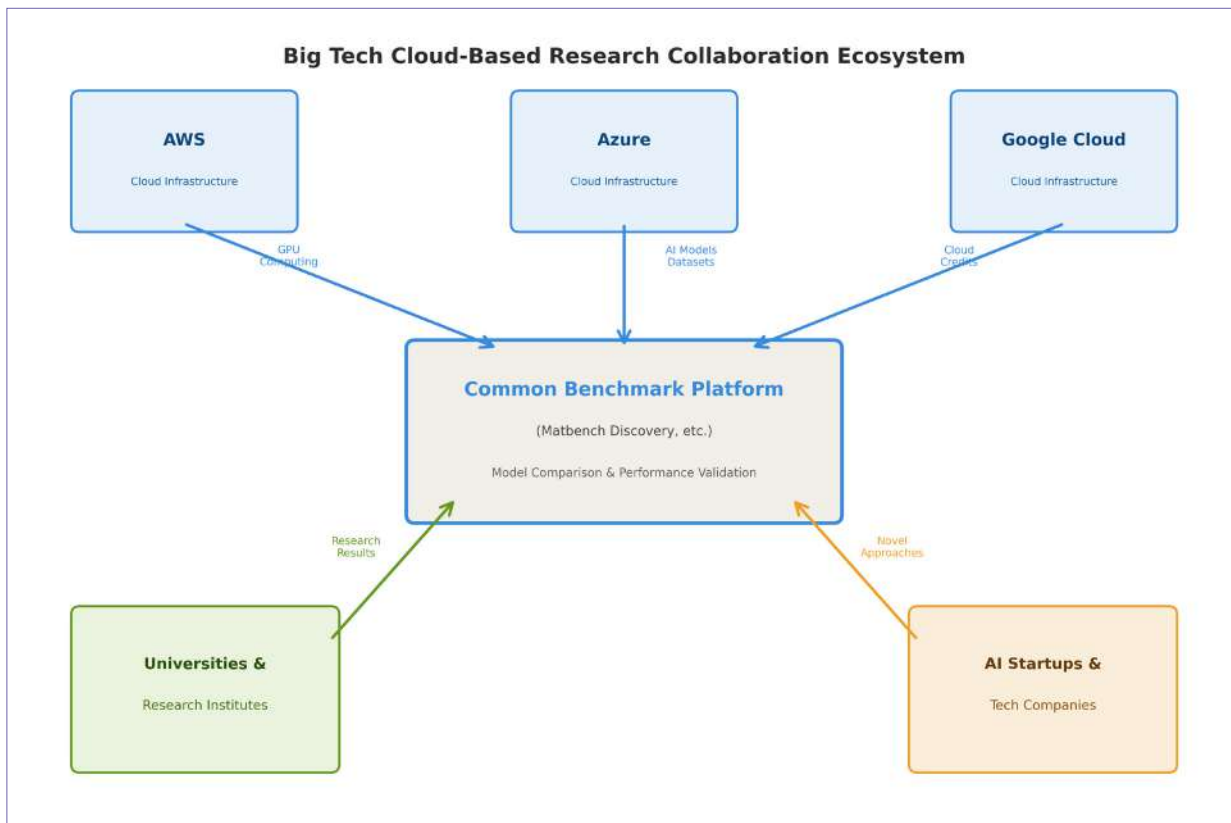 Big Tech Cloud-Based Research Collaboration Ecosystem
AWS
Cloud Infrastructure
Azure
Cloud Infrastructure
Google Cloud
Cloud Infrastructure
GPU
Computing
AI Models
Datasets
Cloud
Credits
Common Benchmark Platform
(Matbench Discovery, etc.)
Model Comparison & Performance Validation
Research
Results
Novel
Approaches
Universities &
Research Institutes
AI Startups &
Tech Companies